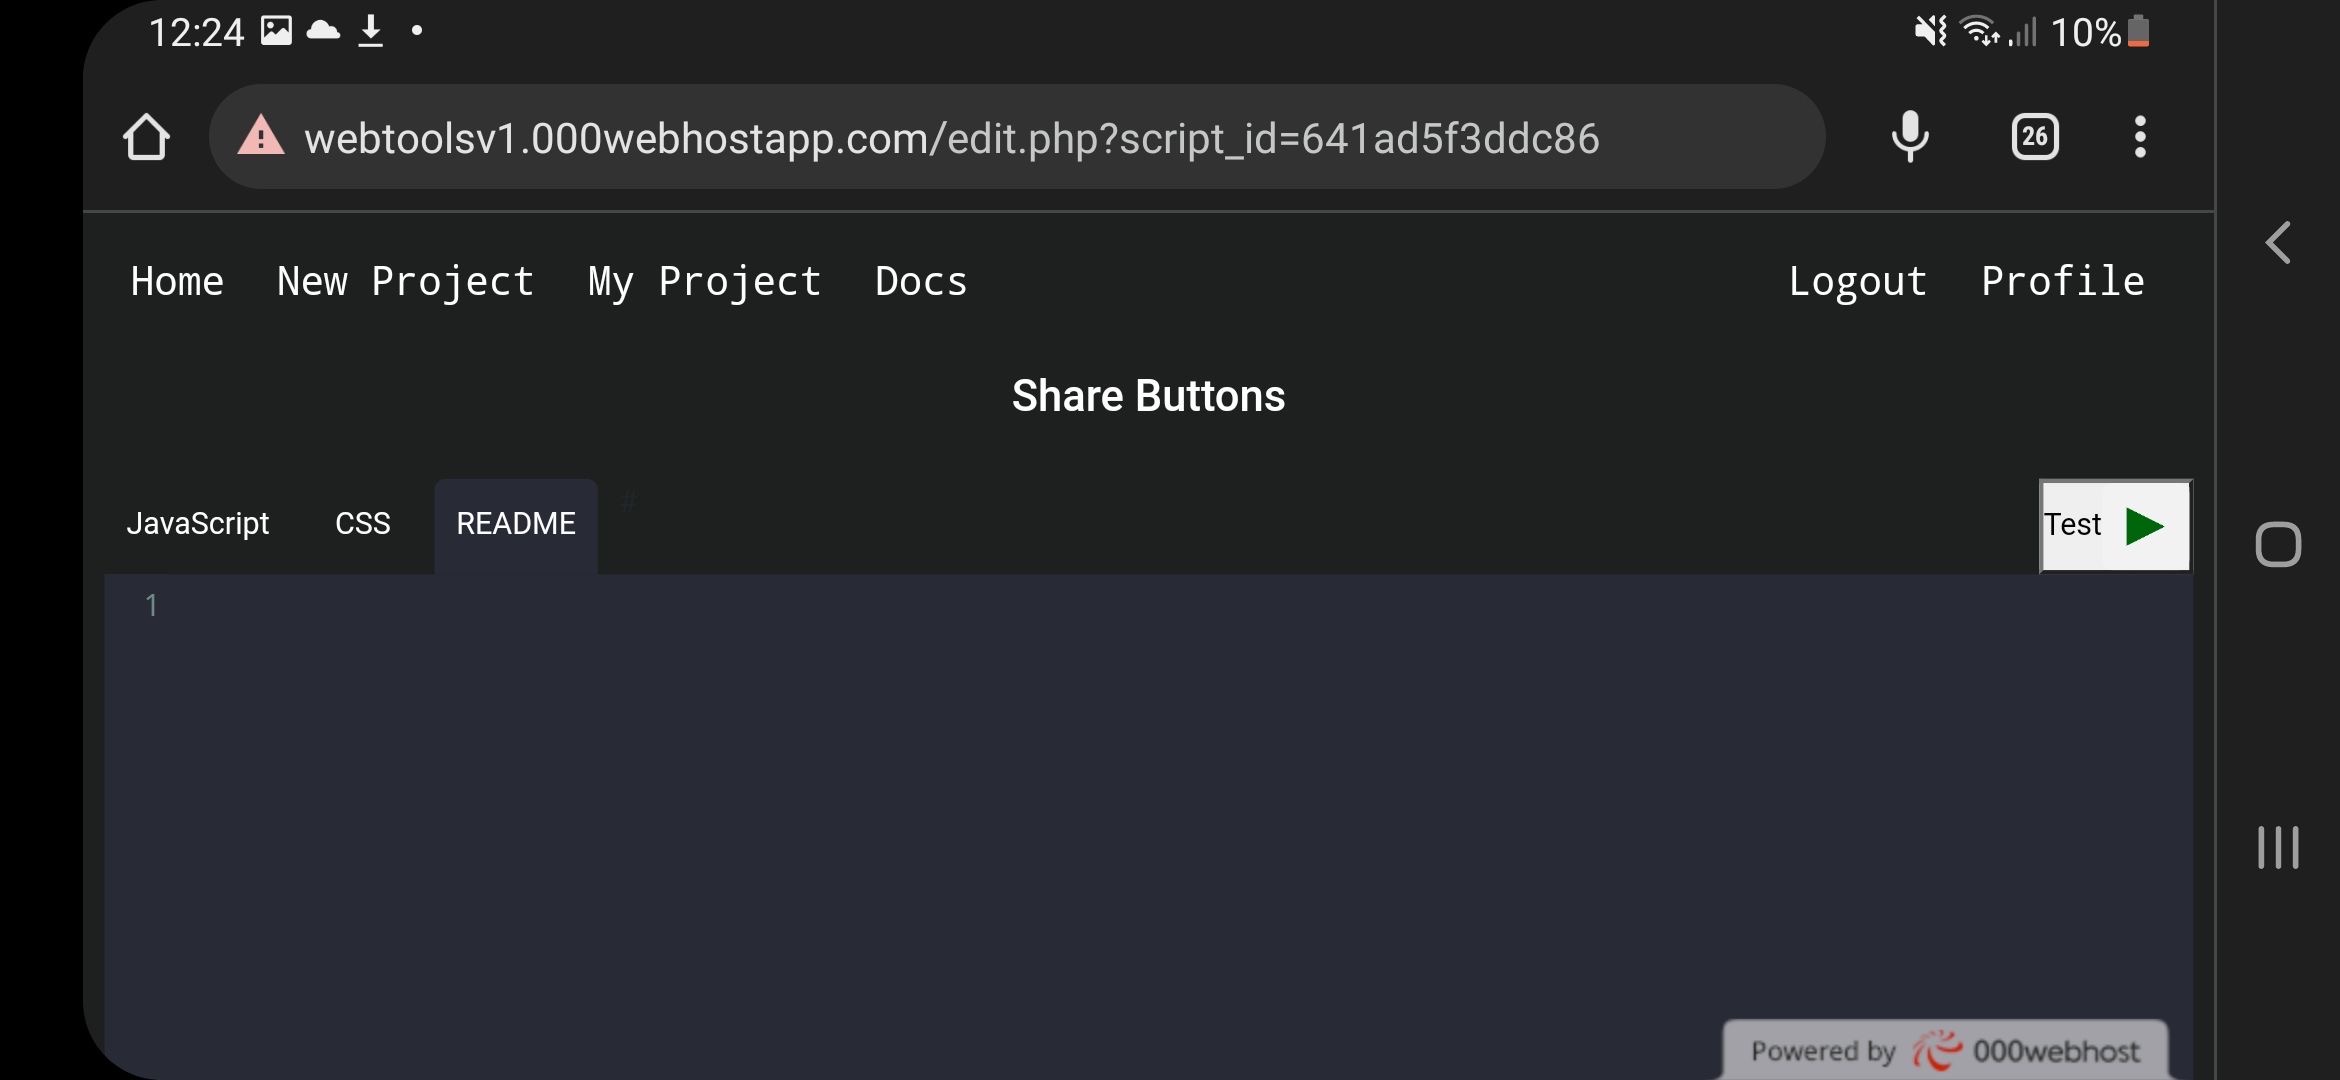 12:24 10%
webtoolsv1.000webhostapp.com/edit.php?script_id=641ad5f3ddc86 26
Home New Project My Project Docs Logout Profile
Share Buttons
JavaScript CSS README # Test
1
Powered by 000webhost